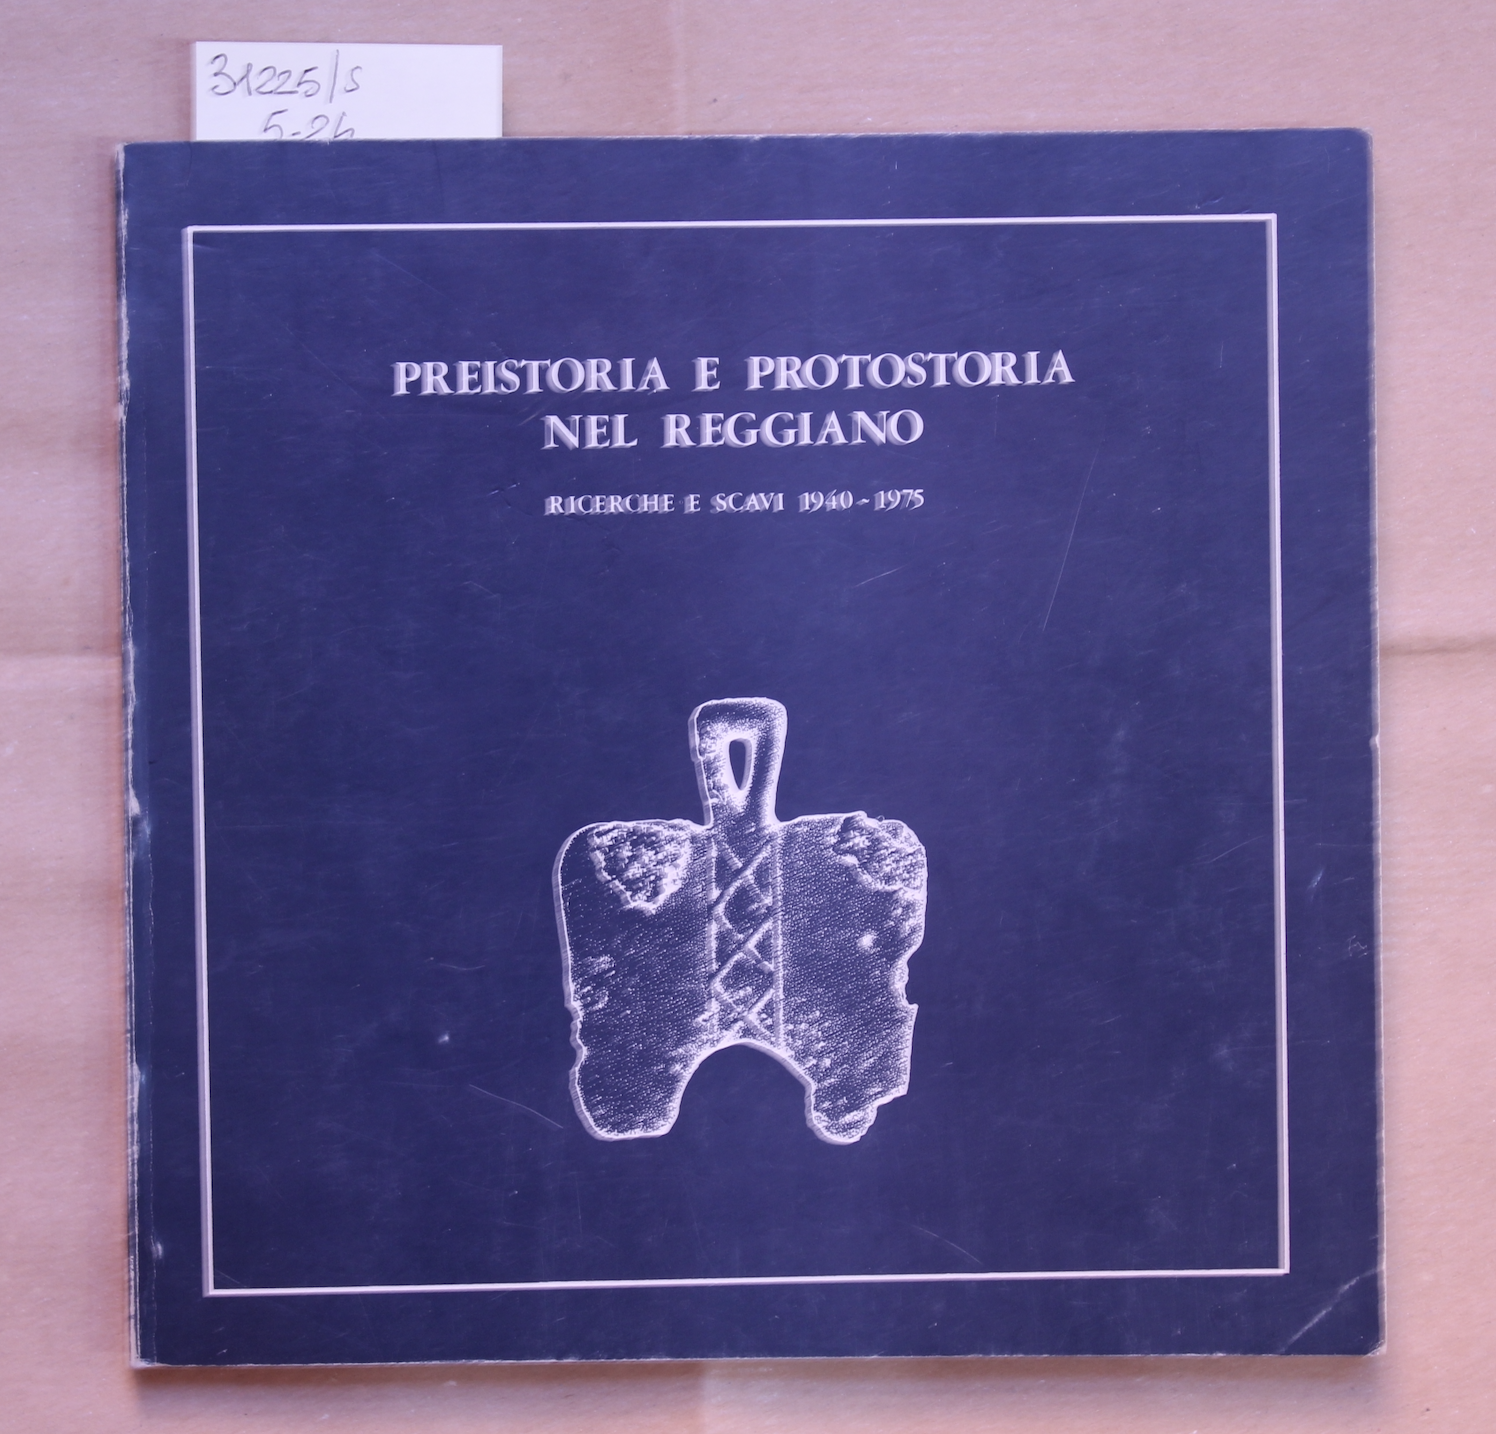 31225/s
PREISTORIA E PROTOSTORIA
NEL REGGIANO
RICERCHE E SCAVI 1940-1975